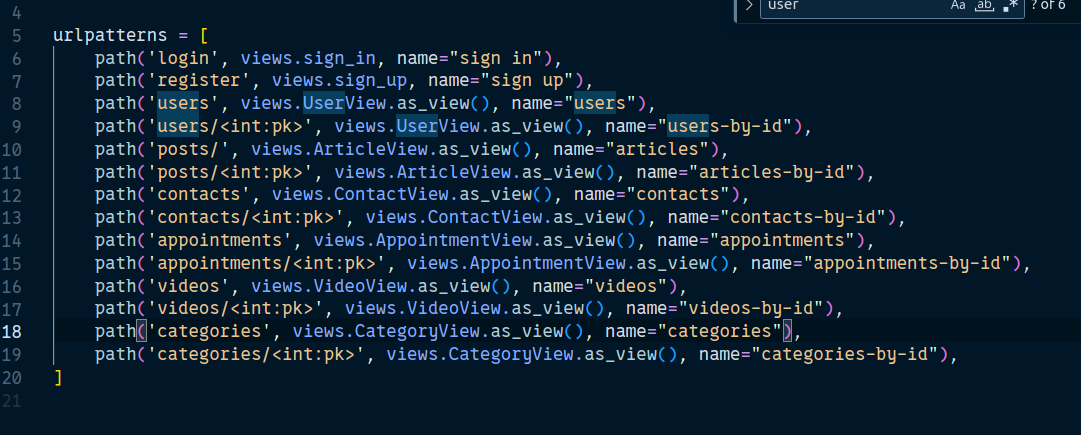 user Aa ab .* ? of 6
4
5 urlpatterns = [
6 path('login', views.sign_in, name="sign in"),
7 path('register', views.sign_up, name="sign up"),
8 path('users', views.UserView.as_view(), name="users"),
9 path('users/<int:pk>', views.UserView.as_view(), name="users-by-id"),
10 path('posts/', views.ArticleView.as_view(), name="articles"),
11 path('posts/<int:pk>', views.ArticleView.as_view(), name="articles-by-id"),
12 path('contacts', views.ContactView.as_view(), name="contacts"),
13 path('contacts/<int:pk>', views.ContactView.as_view(), name="contacts-by-id"),
14 path('appointments', views.AppointmentView.as_view(), name="appointments"),
15 path('appointments/<int:pk>', views.AppointmentView.as_view(), name="appointments-by-id"),
16 path('videos', views.VideoView.as_view(), name="videos"),
17 path('videos/<int:pk>', views.VideoView.as_view(), name="videos-by-id"),
18 path('categories', views.CategoryView.as_view(), name="categories"),
19 path('categories/<int:pk>', views.CategoryView.as_view(), name="categories-by-id"),
20 ]
21